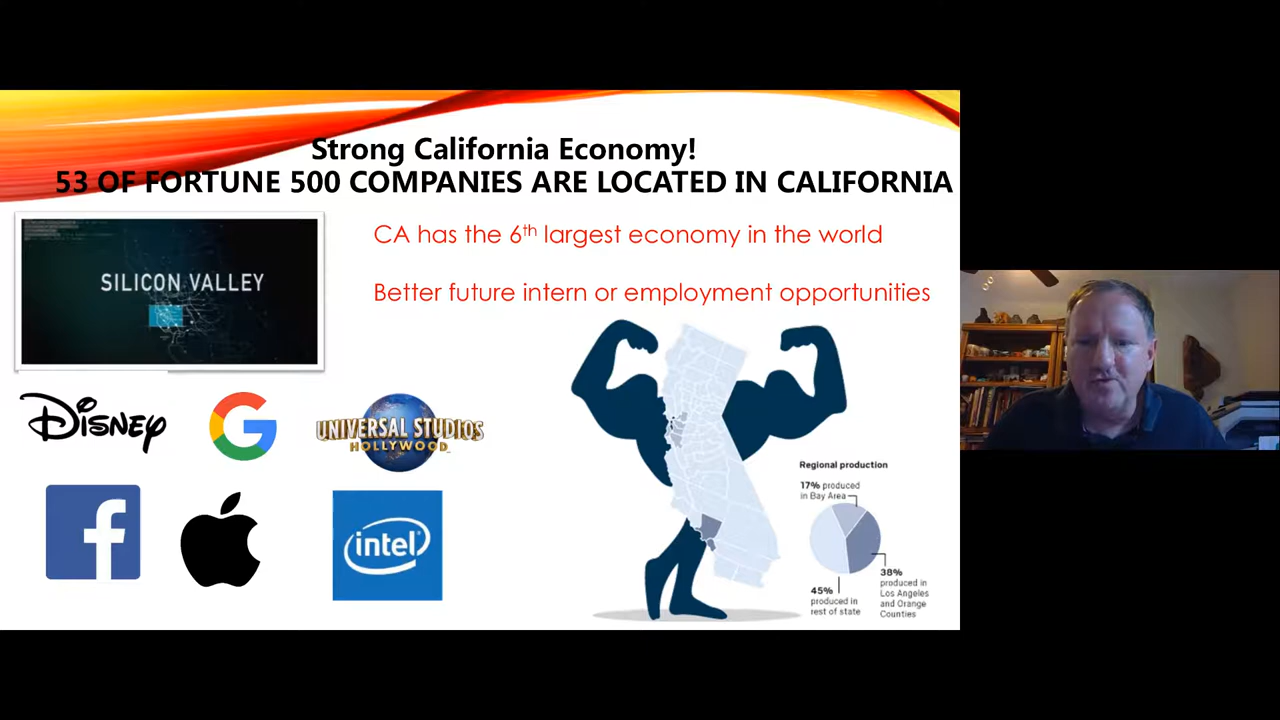 Strong California Economy!
53 OF FORTUNE 500 COMPANIES ARE LOCATED IN CALIFORNIA
SILICON VALLEY
CA has the 6th largest economy in the world
Better future intern or employment opportunities
Disney
G
UNIVERSAL STUDIOS
HOLLYWOOD
f
intel
Regional production
17% produced
in Bay Area
38%
produced in
Los Angeles
and Orange
Counties
45%
produced in
rest of state